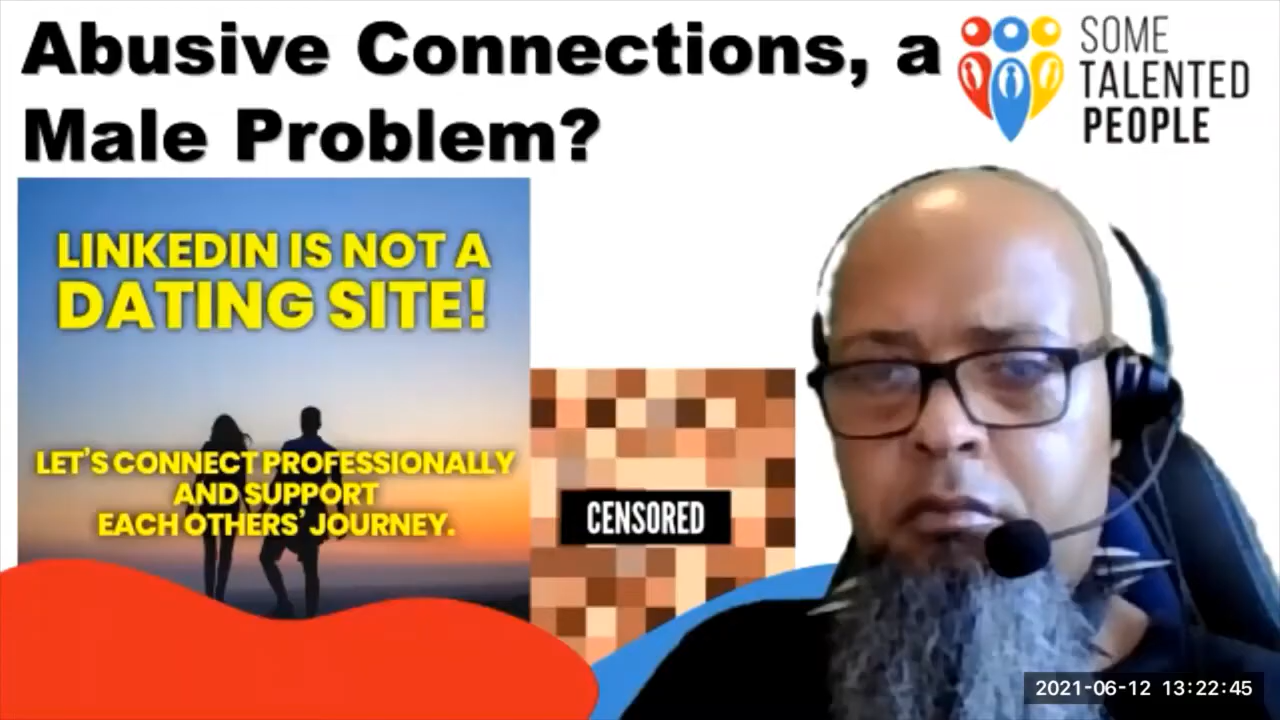 Abusive Connections, a
Male Problem?
SOME
TALENTED
PEOPLE
LINKEDIN IS NOT A
DATING SITE!
LET'S CONNECT PROFESSIONALLY
AND SUPPORT
EACH OTHERS' JOURNEY.
CENSORED
2021-06-12 13:22:45